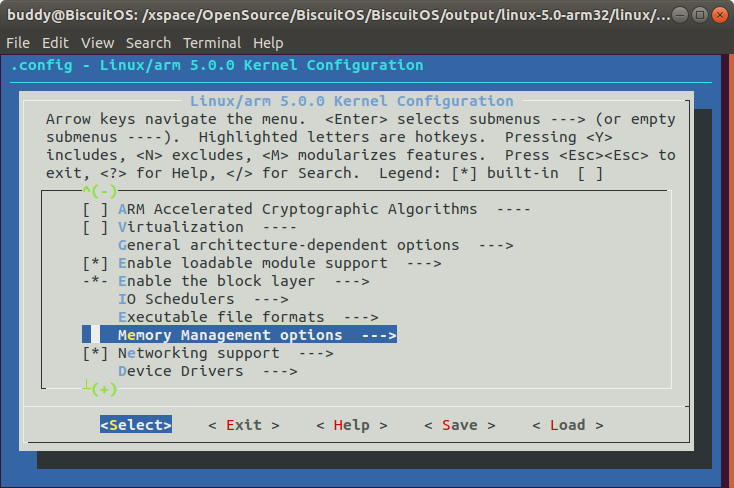 buddy@BiscuitOS: /xspace/OpenSource/BiscuitOS/BiscuitOS/output/linux-5.0-arm32/linux/...
File Edit View Search Terminal Help
.config - Linux/arm 5.0.0 Kernel Configuration
Linux/arm 5.0.0 Kernel Configuration
Arrow keys navigate the menu.  <Enter> selects submenus ---> (or empty
submenus ----).  Highlighted letters are hotkeys.  Pressing <Y>
includes, <N> excludes, <M> modularizes features.  Press <Esc><Esc> to
exit, <?> for Help, </> for Search.  Legend: [*] built-in  [ ]
^(-)
[ ] ARM Accelerated Cryptographic Algorithms  ----
[ ] Virtualization  ----
General architecture-dependent options  --->
[*] Enable loadable module support  --->
-*- Enable the block layer  --->
IO Schedulers  --->
Executable file formats  --->
Memory Management options  --->
[*] Networking support  --->
Device Drivers  --->
┴(+)
<Select>    < Exit >    < Help >    < Save >    < Load >